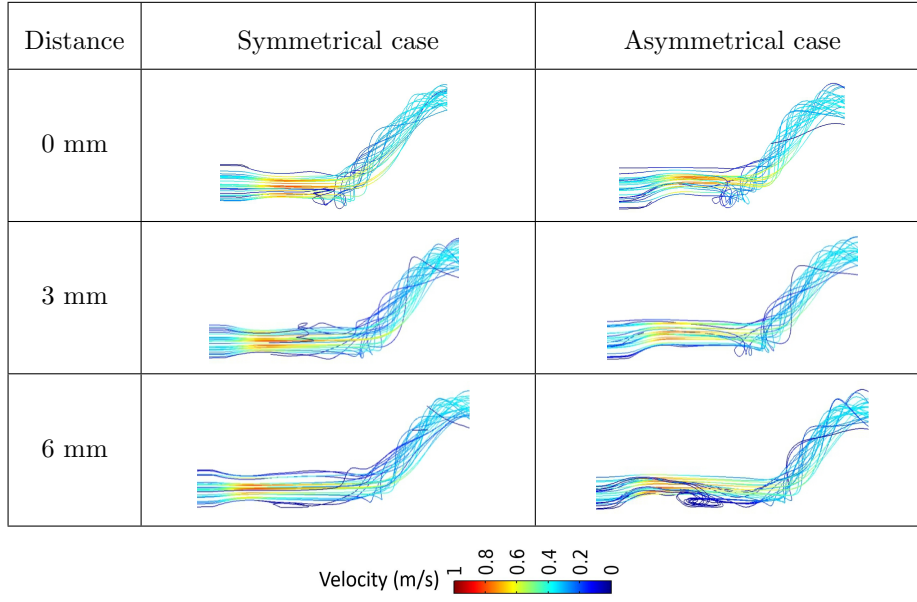 Distance Symmetrical case Asymmetrical case
0 mm
3 mm
6 mm
Velocity (m/s) 1 0.8 0.6 0.4 0.2 0